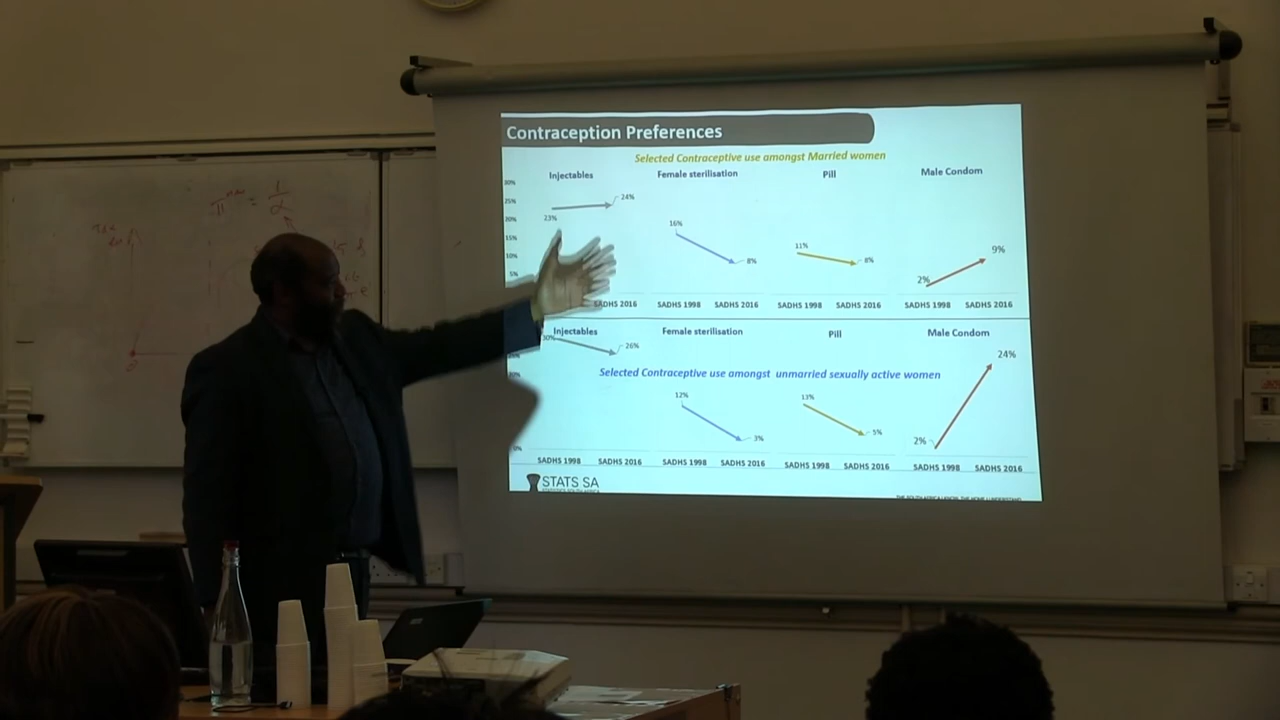 Contraception Preferences
Selected Contraceptive use amongst Married women
Injectables Female sterilisation Pill Male Condom
30%
25%
20%
15%
10%
5%
23% 24%
16% 8%
11% 8%
2% 9%
SADHS 2016 SADHS 1998 SADHS 2016 SADHS 1998 SADHS 2016 SADHS 1998 SADHS 2016
Injectables Female sterilisation Pill Male Condom
30% 26%
Selected Contraceptive use amongst unmarried sexually active women
12% 3%
13% 5%
2% 24%
SADHS 1998 SADHS 2016 SADHS 1998 SADHS 2016 SADHS 1998 SADHS 2016 SADHS 1998 SADHS 2016
STATS SA